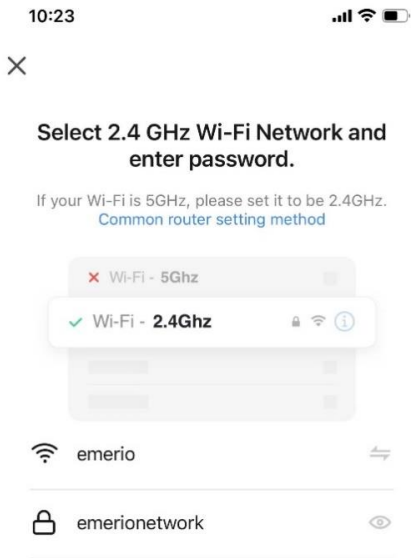 10:23
Select 2.4 GHz Wi-Fi Network and
enter password.
If your Wi-Fi is 5GHz, please set it to be 2.4GHz.
Common router setting method
Wi-Fi - 5Ghz
Wi-Fi - 2.4Ghz
emerio
emerionetwork